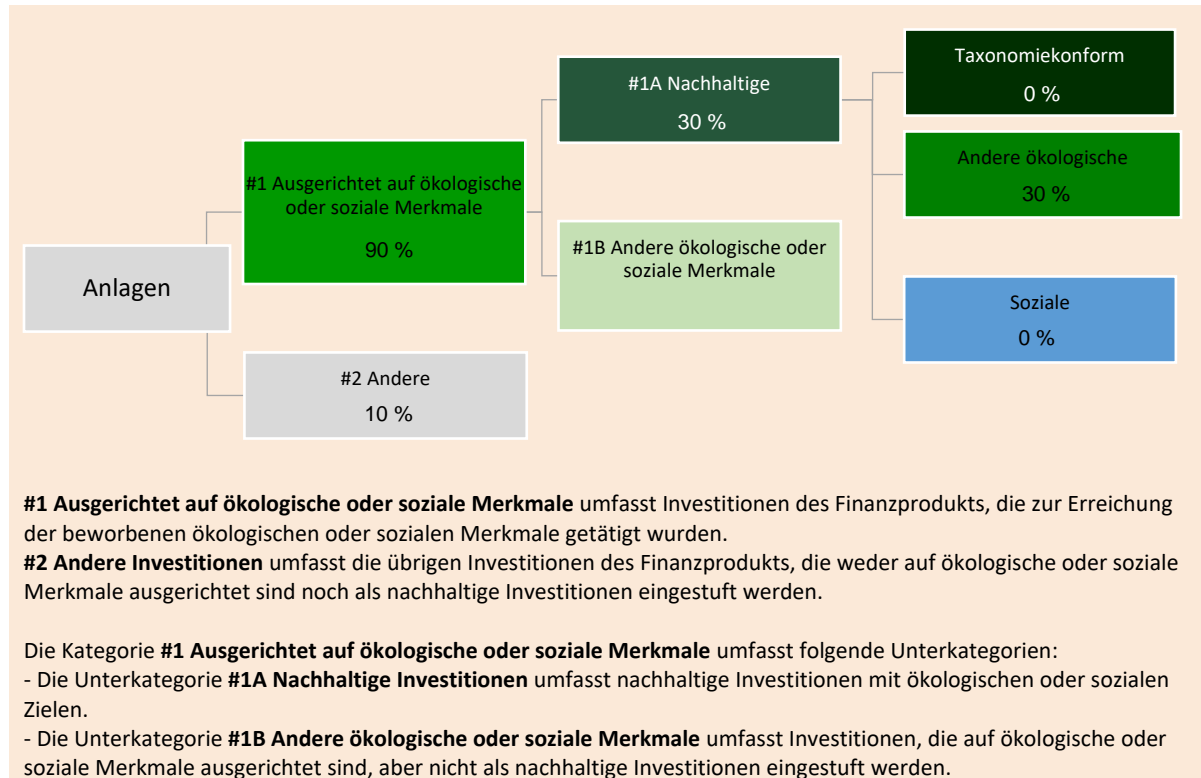 Taxonomiekonform
0 %
#1A Nachhaltige
30 %
Andere ökologische
30 %
#1 Ausgerichtet auf ökologische
oder soziale Merkmale
90 %
#1B Andere ökologische oder
soziale Merkmale
Anlagen
Soziale
0 %
#2 Andere
10 %
#1 Ausgerichtet auf ökologische oder soziale Merkmale umfasst Investitionen des Finanzprodukts, die zur Erreichung
der beworbenen ökologischen oder sozialen Merkmale getätigt wurden.
#2 Andere Investitionen umfasst die übrigen Investitionen des Finanzprodukts, die weder auf ökologische oder soziale
Merkmale ausgerichtet sind noch als nachhaltige Investitionen eingestuft werden.
Die Kategorie #1 Ausgerichtet auf ökologische oder soziale Merkmale umfasst folgende Unterkategorien:
- Die Unterkategorie #1A Nachhaltige Investitionen umfasst nachhaltige Investitionen mit ökologischen oder sozialen
Zielen.
- Die Unterkategorie #1B Andere ökologische oder soziale Merkmale umfasst Investitionen, die auf ökologische oder
soziale Merkmale ausgerichtet sind, aber nicht als nachhaltige Investitionen eingestuft werden.